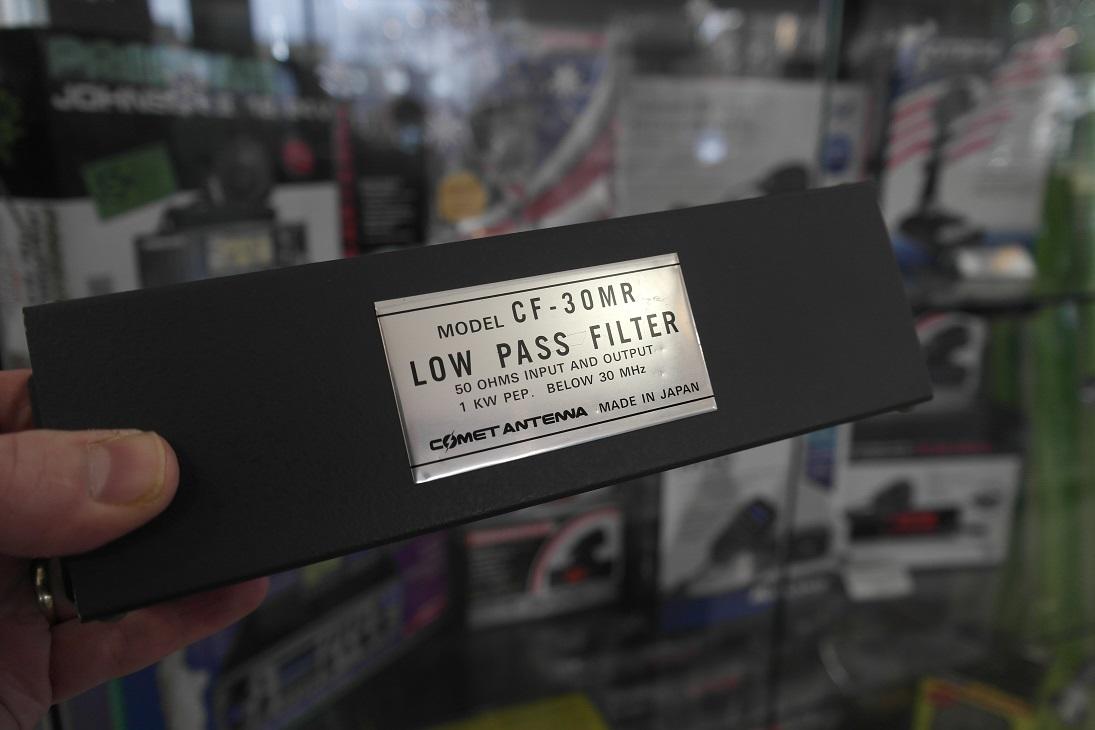 MODEL CF-30MR
LOW PASS FILTER
50 OHMS INPUT AND OUTPUT
1 KW PEP. BELOW 30 MHz
COMET ANTENNA MADE IN JAPAN